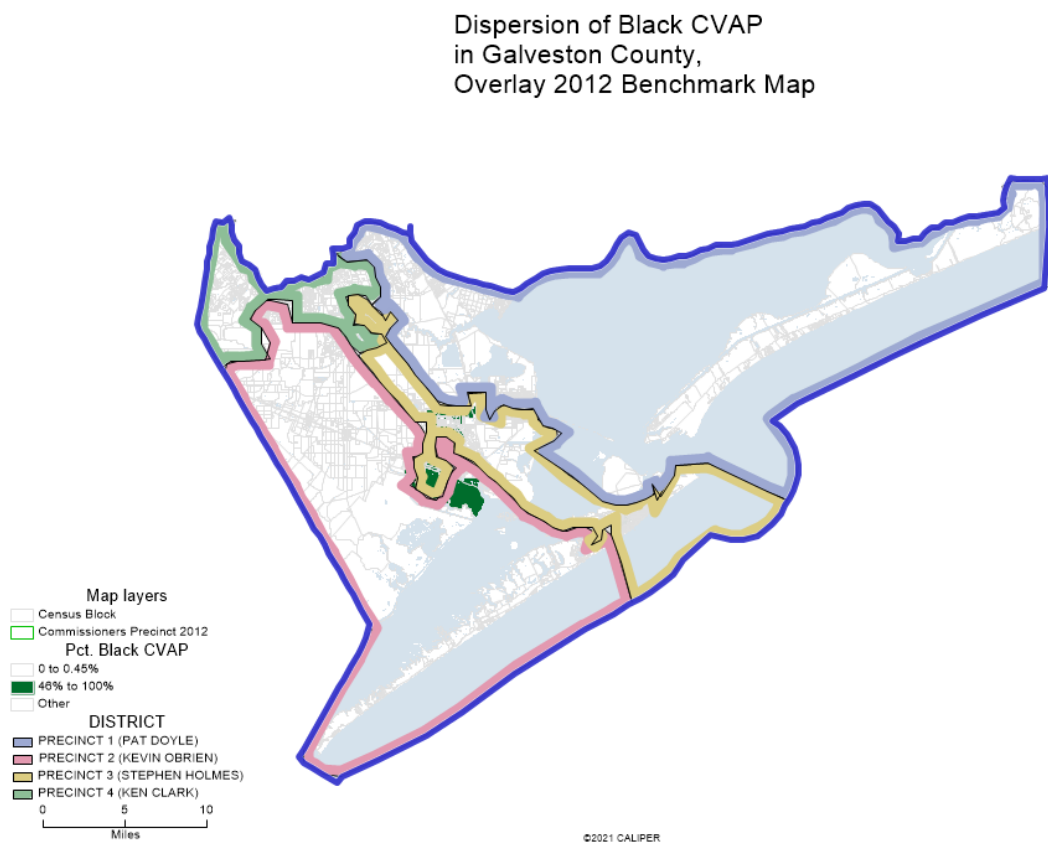 Dispersion of Black CVAP
in Galveston County,
Overlay 2012 Benchmark Map
Map layers
Census Block
Commissioners Precinct 2012
Pct. Black CVAP
0 to 0.45%
46% to 100%
Other
DISTRICT
PRECINCT 1 (PAT DOYLE)
PRECINCT 2 (KEVIN OBRIEN)
PRECINCT 3 (STEPHEN HOLMES)
PRECINCT 4 (KEN CLARK)
0 5 10
Miles
©2021 CALIPER